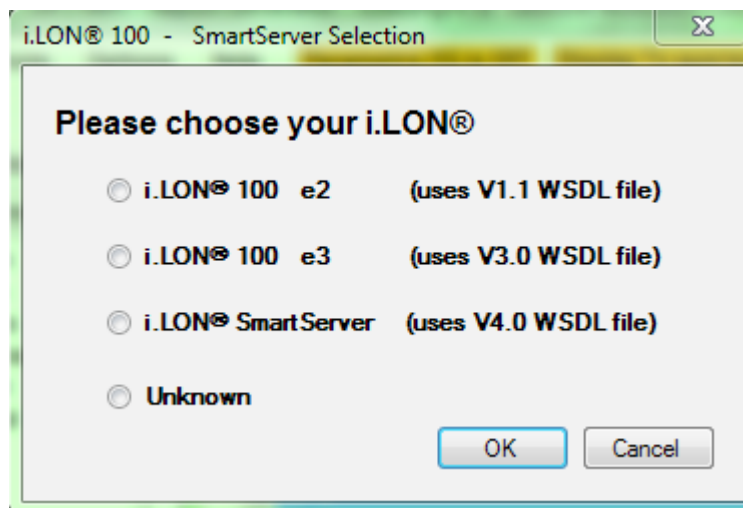 i.LON® 100 - SmartServer Selection
Please choose your i.LON®
i.LON® 100 e2 (uses V1.1 WSDL file)
i.LON® 100 e3 (uses V3.0 WSDL file)
i.LON® SmartServer (uses V4.0 WSDL file)
Unknown
OK Cancel